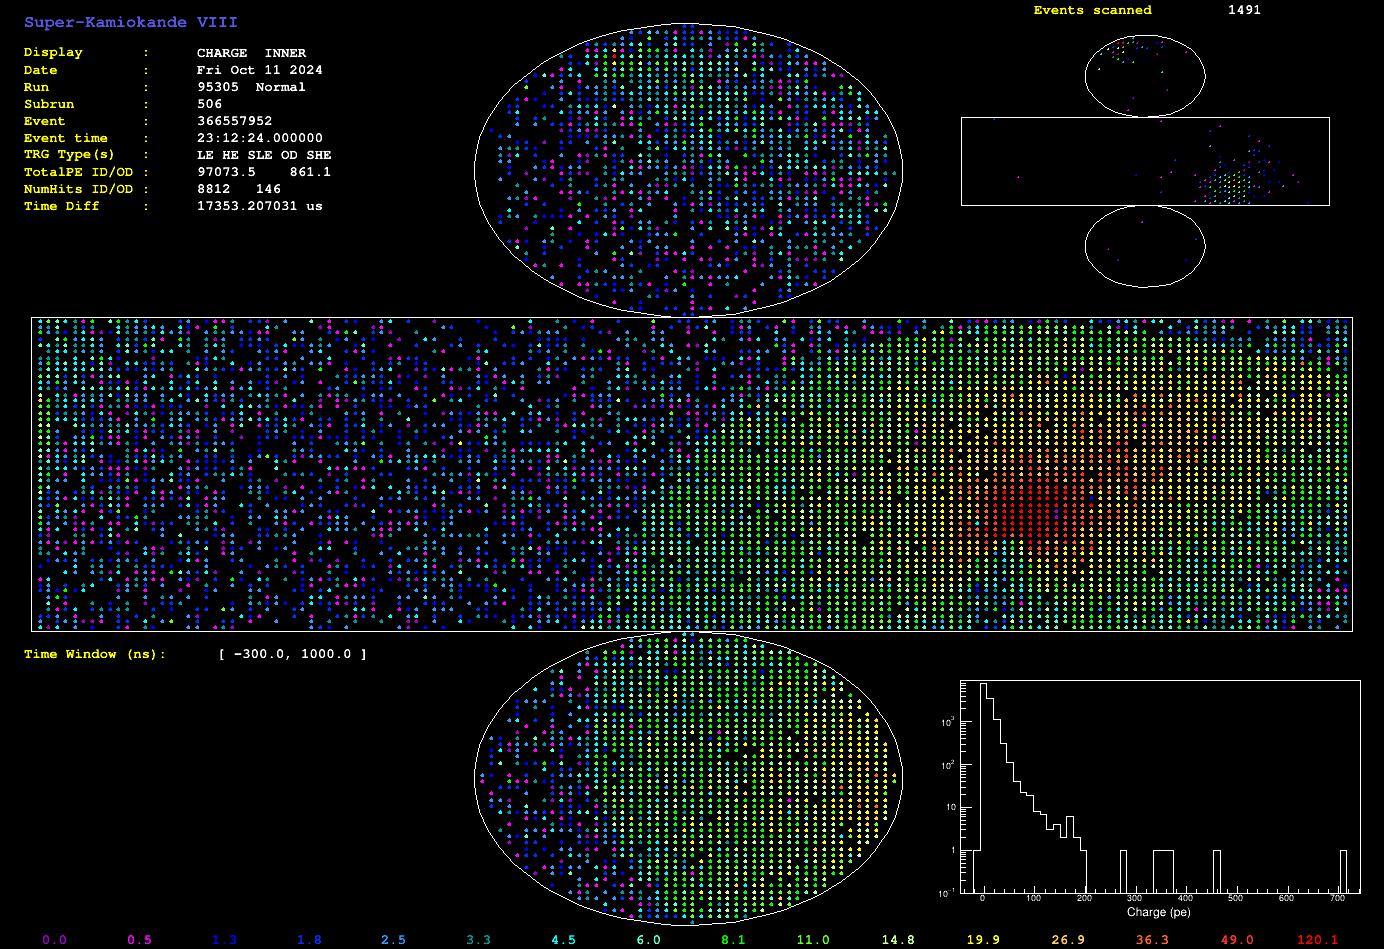 Super-Kamiokande VIII
Display : CHARGE INNER
Date : Fri Oct 11 2024
Run : 95305 Normal
Subrun : 506
Event : 366557952
Event time : 23:12:24.000000
TRG Type(s) : LE HE SLE OD SHE
TotalPE ID/OD : 97073.5 861.1
NumHits ID/OD : 8812 146
Time Diff : 17353.207031 us
Events scanned 1491
Time Window (ns): [ -300.0, 1000.0 ]
10³
10²
10
1
10⁻¹
0 100 200 300 400 500 600 700
Charge (pe)
0.0 0.5 1.3 1.8 2.5 3.3 4.5 6.0 8.1 11.0 14.8 19.9 26.9 36.3 49.0 120.1